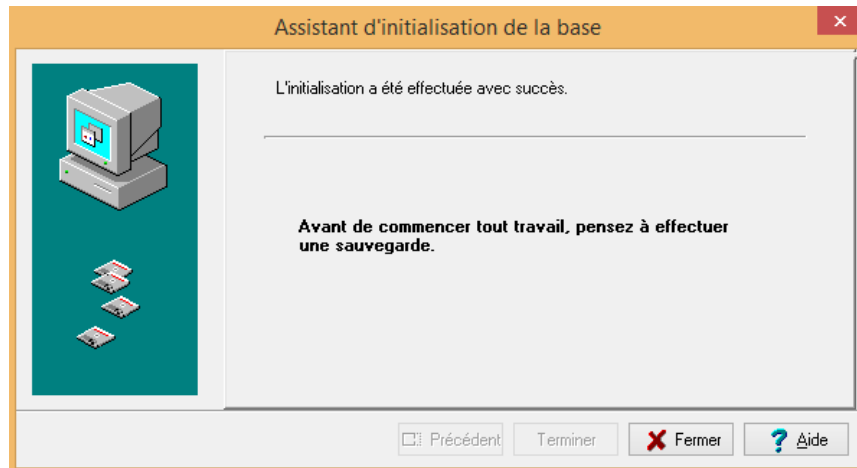 Assistant d'initialisation de la base
L'initialisation a été effectuée avec succès.
Avant de commencer tout travail, pensez à effectuer
une sauvegarde.
Précédent Terminer Fermer Aide